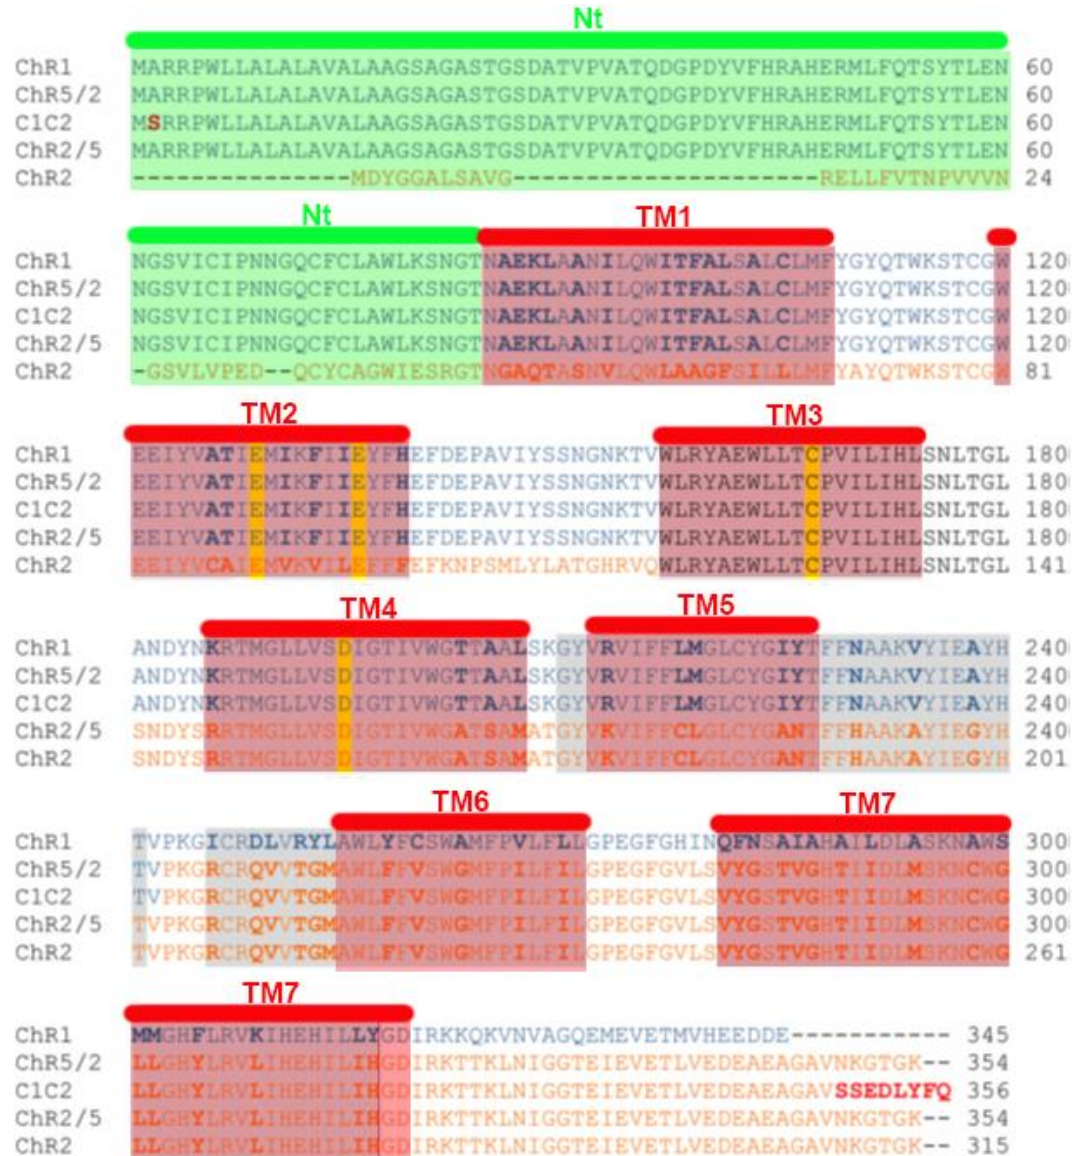 Nt
ChR1 MARRPWLLALALAVALAAGSAGASTGSDATVPVATQDGPDYVFHRAHERMLFQTSYTLEN 60
ChR5/2 MARRPWLLALALAVALAAGSAGASTGSDATVPVATQDGPDYVFHRAHERMLFQTSYTLEN 60
C1C2 MSRRPWLLALALAVALAAGSAGASTGSDATVPVATQDGPDYVFHRAHERMLFQTSYTLEN 60
ChR2/5 MARRPWLLALALAVALAAGSAGASTGSDATVPVATQDGPDYVFHRAHERMLFQTSYTLEN 60
ChR2 ---------------MDYGGALSAVG---------------------RELLFVTNPVVVN 24
Nt TM1
ChR1 NGSVICIPNNGQCFCLAWLKSNGTNAEKLAANILQWITFALSALCLMFYGYQTWKSTCGW 120
ChR5/2 NGSVICIPNNGQCFCLAWLKSNGTNAEKLAANILQWITFALSALCLMFYGYQTWKSTCGW 120
C1C2 NGSVICIPNNGQCFCLAWLKSNGTNAEKLAANILQWITFALSALCLMFYGYQTWKSTCGW 120
ChR2/5 NGSVICIPNNGQCFCLAWLKSNGTNAEKLAANILQWITFALSALCLMFYGYQTWKSTCGW 120
ChR2 -GSVLVPED--QCYCAGWIESRGTNGAQTASNVLQWLAAGFSILLLMFYAYQTWKSTCGW 81
TM2 TM3
ChR1 EEIYVATIEMIKFIIEYFHEFDEPAVIYSSNGNKTVWLRYAEWLLTCPVILIHLSNLTGL 180
ChR5/2 EEIYVATIEMIKFIIEYFHEFDEPAVIYSSNGNKTVWLRYAEWLLTCPVILIHLSNLTGL 180
C1C2 EEIYVATIEMIKFIIEYFHEFDEPAVIYSSNGNKTVWLRYAEWLLTCPVILIHLSNLTGL 180
ChR2/5 EEIYVATIEMIKFIIEYFHEFDEPAVIYSSNGNKTVWLRYAEWLLTCPVILIHLSNLTGL 180
ChR2 EEIYVCAIEMVKVILEFFFEFKNPSMLYLATGHRVQWLRYAEWLLTCPVILIHLSNLTGL 141
TM4 TM5
ChR1 ANDYNKRTMGLLVSDIGTIVWGTTAALSKGYVRVIFFLMGLCYGIYTFFNAAKVYIEAYH 240
ChR5/2 ANDYNKRTMGLLVSDIGTIVWGTTAALSKGYVRVIFFLMGLCYGIYTFFNAAKVYIEAYH 240
C1C2 ANDYNKRTMGLLVSDIGTIVWGTTAALSKGYVRVIFFLMGLCYGIYTFFNAAKVYIEAYH 240
ChR2/5 SNDYSRRTMGLLVSDIGTIVWGATSAMATGYVKVIFFCLGLCYGANTFFHAAKAYIEGYH 240
ChR2 SNDYSRRTMGLLVSDIGTIVWGATSAMATGYVKVIFFCLGLCYGANTFFHAAKAYIEGYH 201
TM6 TM7
ChR1 TVPKGICRDLVRYLAWLYFCSWAMFPVLFLLGPEGFGHINQFNSAIAHAILDLASKNAWS 300
ChR5/2 TVPKGRCRQVVTGMAWLFFVSWGMFPILFILGPEGFGVLSVYGSTVGHTIIDLMSKNCWG 300
C1C2 TVPKGRCRQVVTGMAWLFFVSWGMFPILFILGPEGFGVLSVYGSTVGHTIIDLMSKNCWG 300
ChR2/5 TVPKGRCRQVVTGMAWLFFVSWGMFPILFILGPEGFGVLSVYGSTVGHTIIDLMSKNCWG 300
ChR2 TVPKGRCRQVVTGMAWLFFVSWGMFPILFILGPEGFGVLSVYGSTVGHTIIDLMSKNCWG 261
TM7
ChR1 MMGHFLRVKIHEHILLYGDIRKKQKVNVAGQEMEVETMVHEEDDE----------- 345
ChR5/2 LLGHYLRVLIHEHILIHGDIRKTTKLNIGGTEIEVETLVEDEAEAGAVNKGTGK-- 354
C1C2 LLGHYLRVLIHEHILIHGDIRKTTKLNIGGTEIEVETLVEDEAEAGAVSSEDLYFQ 356
ChR2/5 LLGHYLRVLIHEHILIHGDIRKTTKLNIGGTEIEVETLVEDEAEAGAVNKGTGK-- 354
ChR2 LLGHYLRVLIHEHILIHGDIRKTTKLNIGGTEIEVETLVEDEAEAGAVNKGTGK-- 315